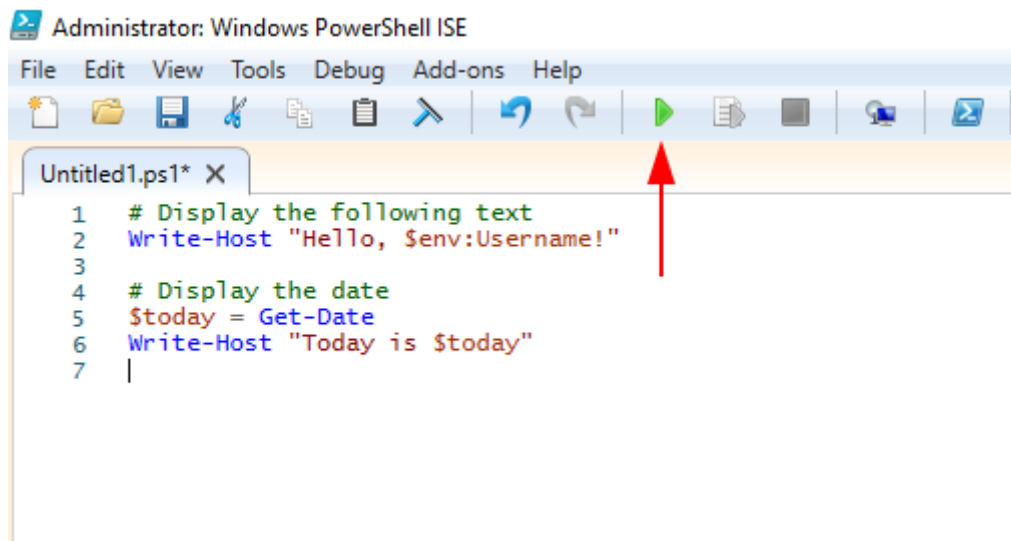 Administrator: Windows PowerShell ISE
File Edit View Tools Debug Add-ons Help
Untitled1.ps1*
1 # Display the following text
2 Write-Host "Hello, $env:Username!"
3
4 # Display the date
5 $today = Get-Date
6 Write-Host "Today is $today"
7